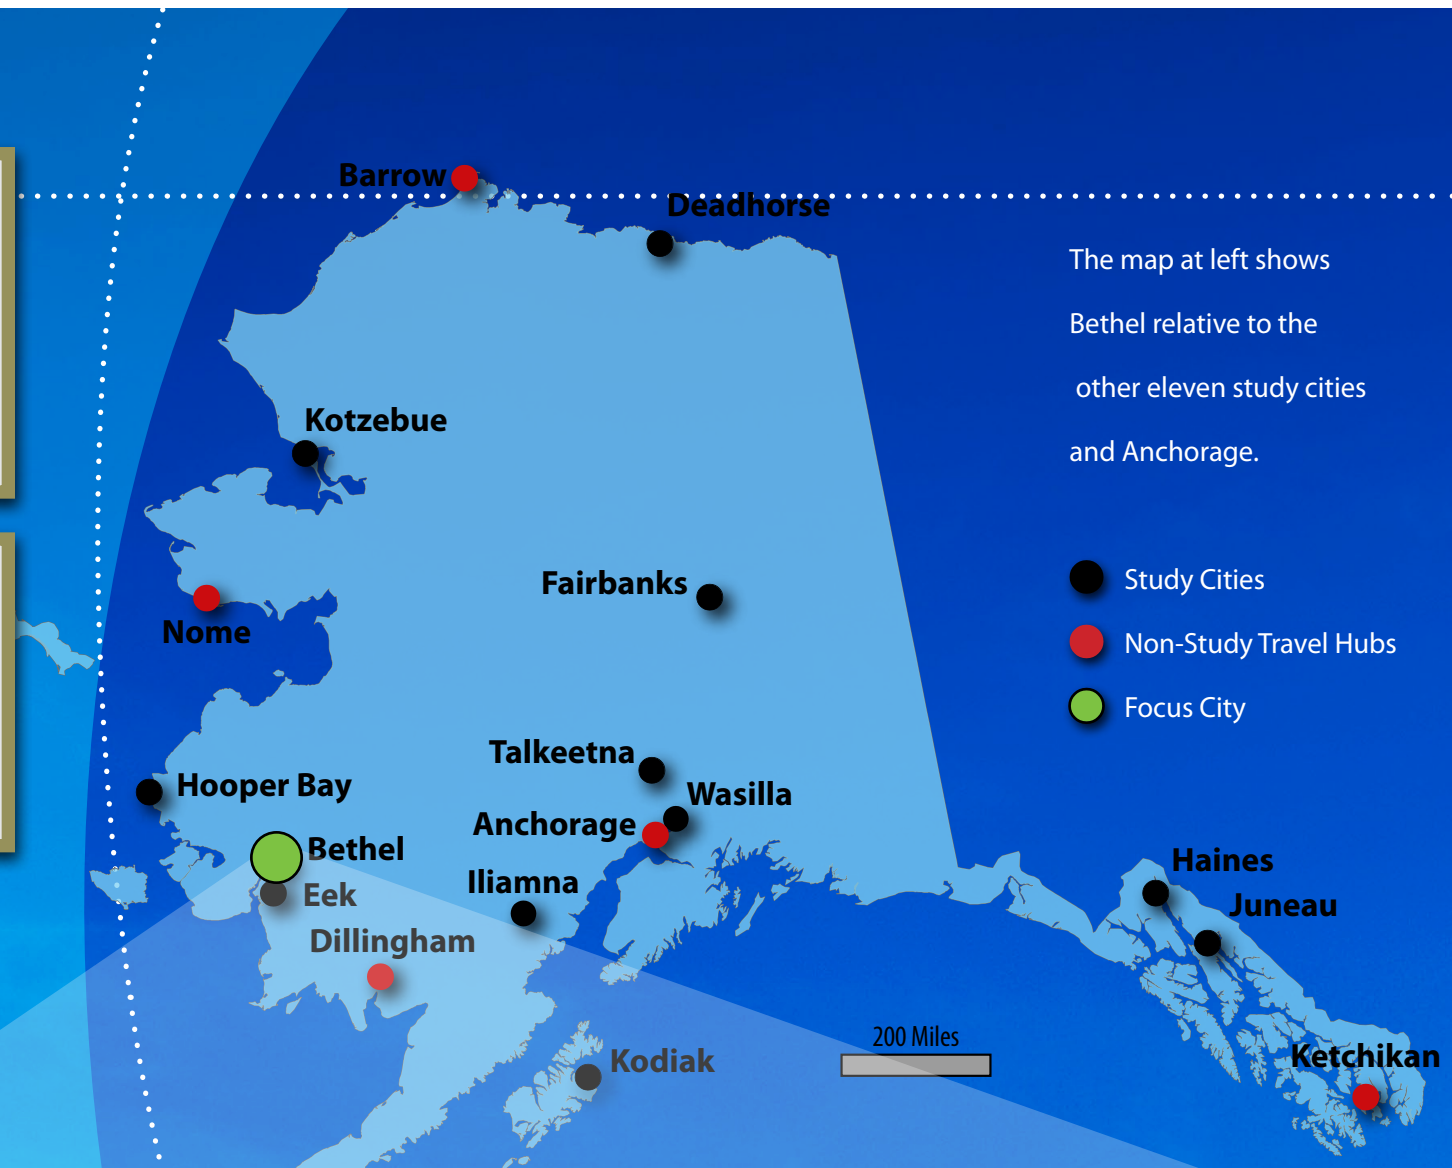 Barrow
Deadhorse
The map at left shows
Bethel relative to the
other eleven study cities
and Anchorage.
Kotzebue
Fairbanks
Study Cities
Nome
Non-Study Travel Hubs
Focus City
Talkeetna
Hooper Bay
Wasilla
Anchorage
Bethel
Haines
Iliamna
Eek
Juneau
Dillingham
200 Miles
Kodiak
Ketchikan